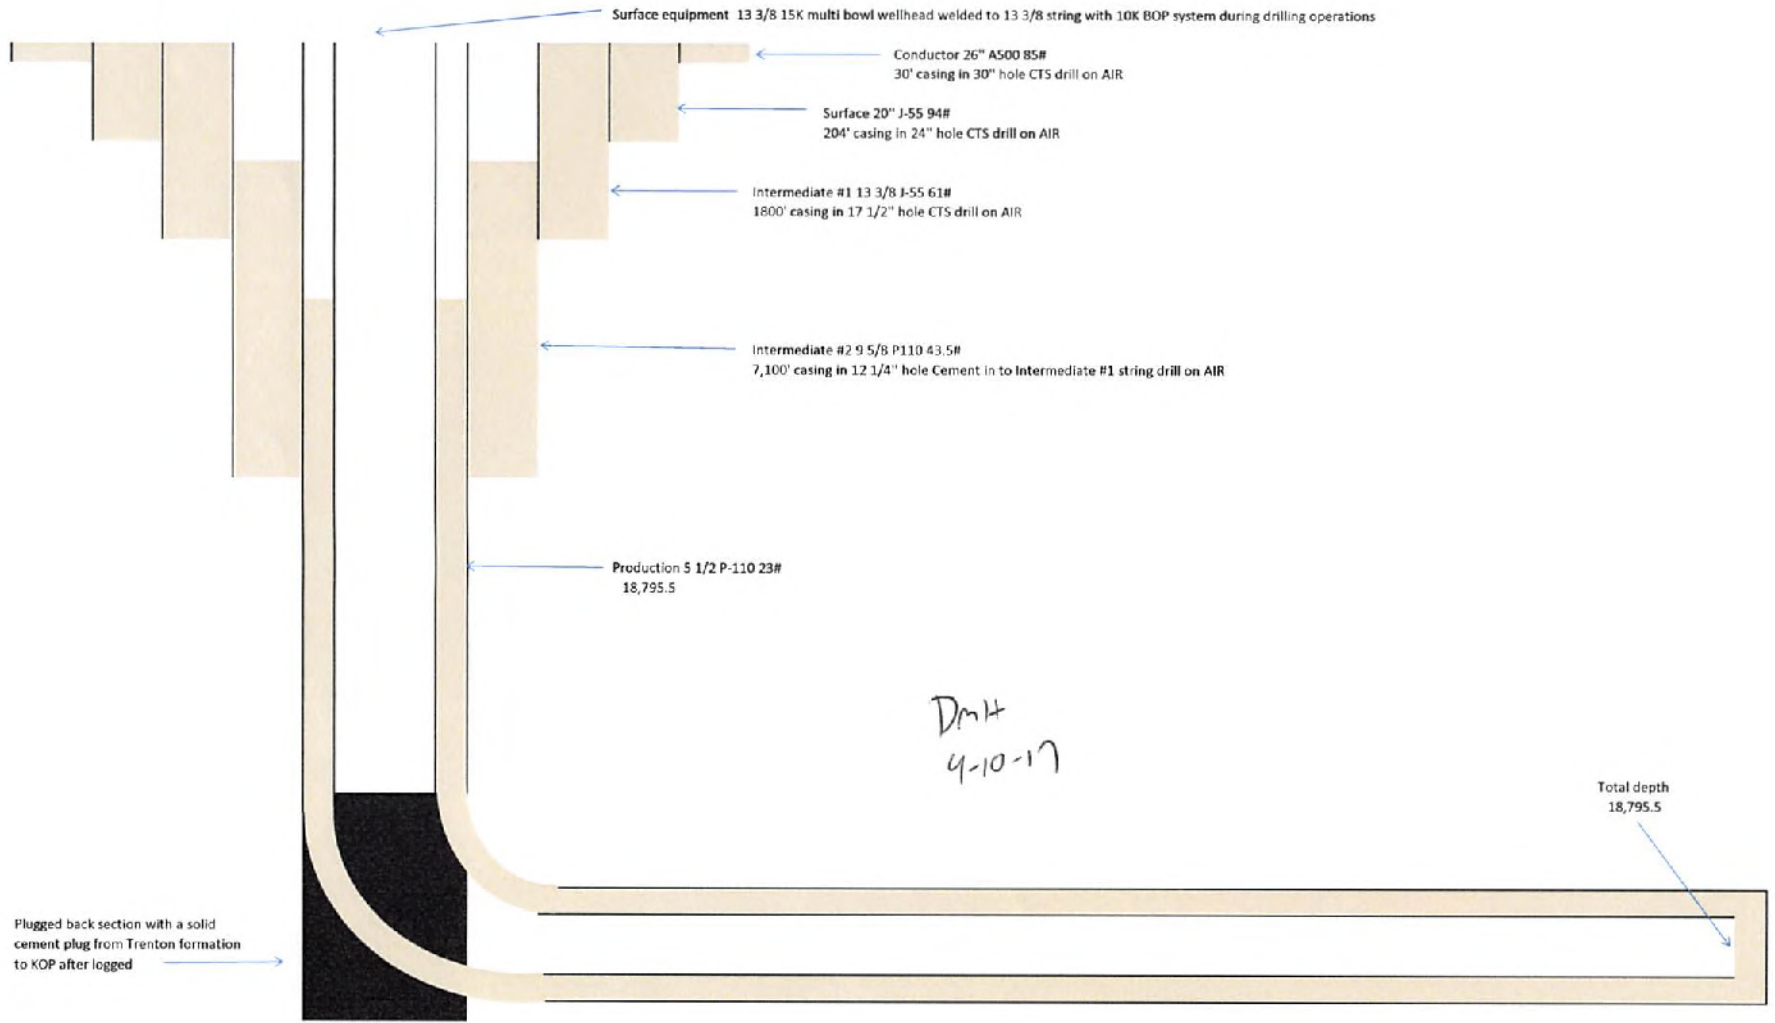 Surface equipment 13 3/8 15K multi bowl wellhead welded to 13 3/8 string with 10K BOP system during drilling operations
Conductor 26" A500 85#
30' casing in 30" hole CTS drill on AIR
Surface 20" J-55 94#
204' casing in 24" hole CTS drill on AIR
Intermediate #1 13 3/8 J-55 61#
1800' casing in 17 1/2" hole CTS drill on AIR
Intermediate #2 9 5/8 P110 43.5#
7,100' casing in 12 1/4" hole Cement in to Intermediate #1 string drill on AIR
Production 5 1/2 P-110 23#
18,795.5
DmH
4-10-17
Total depth
18,795.5
Plugged back section with a solid
cement plug from Trenton formation
to KOP after logged